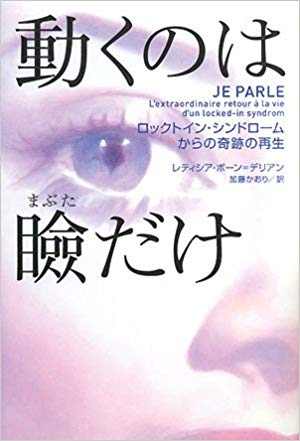 動くのは
JE PARLE
L'extraordinaire retour à la vie
d'un locked-in syndrom
ロックトイン・シンドローム
からの奇跡の再生
レティシア・ボーン=デリアン
加藤かおり/訳
まぶた
瞼だけ